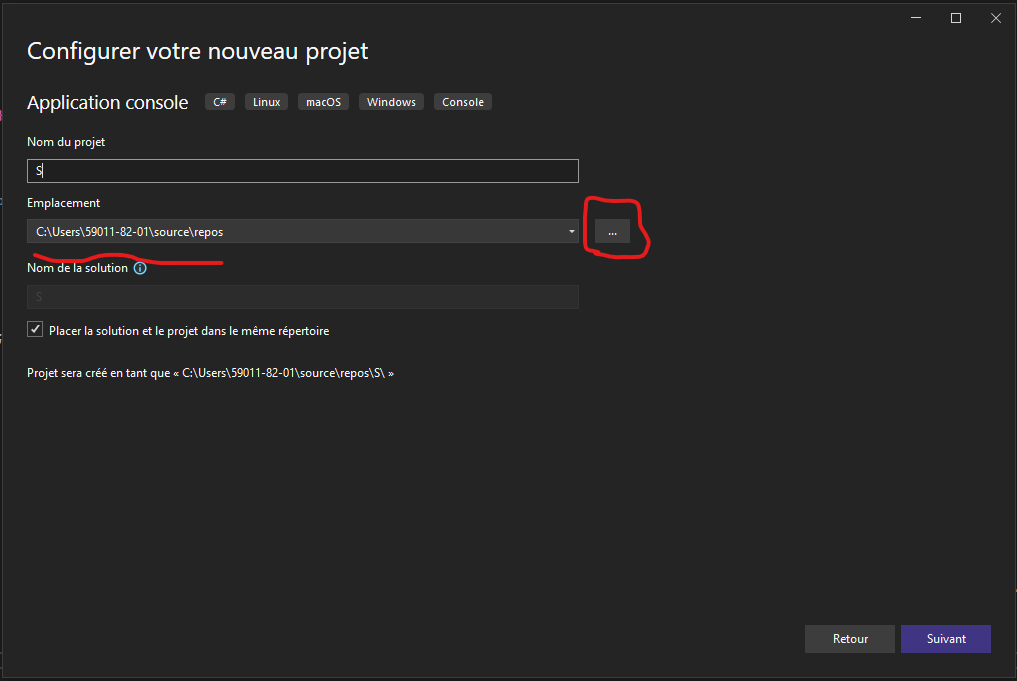 Configurer votre nouveau projet
Application console C# Linux macOS Windows Console
Nom du projet
S
Emplacement
C:\Users\59011-82-01\source\repos ...
Nom de la solution
S
Placer la solution et le projet dans le même répertoire
Projet sera créé en tant que « C:\Users\59011-82-01\source\repos\S\ »
Retour Suivant